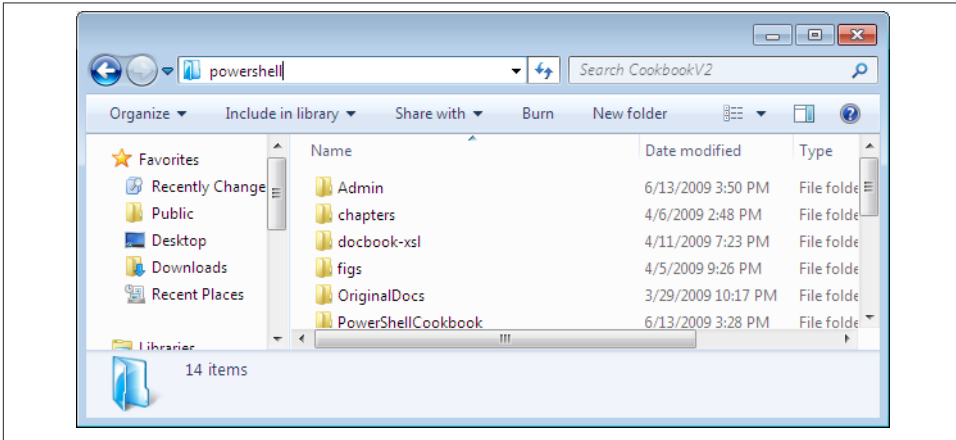 powershell
Search CookbookV2
Organize Include in library Share with Burn New folder
Favorites
Recently Change
Public
Desktop
Downloads
Recent Places
Libraries
Name Date modified Type
Admin 6/13/2009 3:50 PM File folde
chapters 4/6/2009 2:48 PM File folde
docbook-xsl 4/11/2009 7:23 PM File folde
figs 4/5/2009 9:26 PM File folde
OriginalDocs 3/29/2009 10:17 PM File folde
PowerShellCookbook 6/13/2009 3:28 PM File folde
14 items